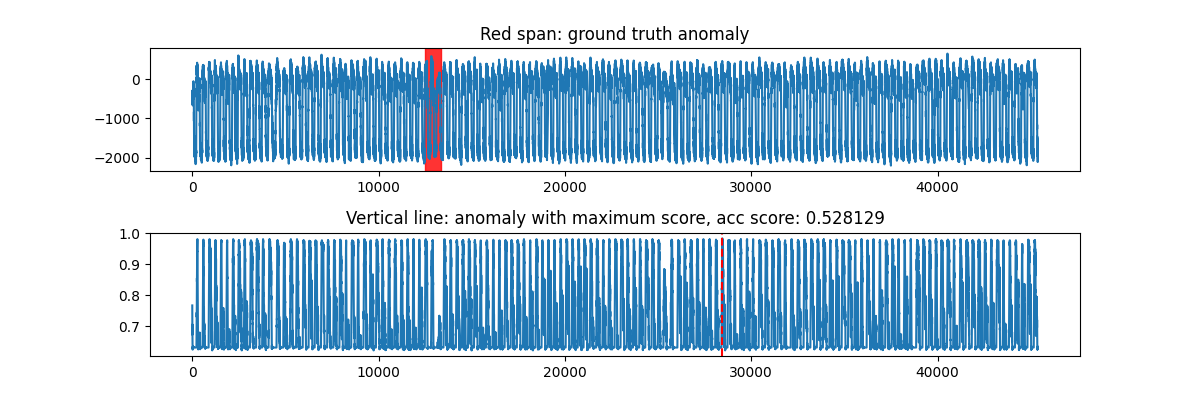 Red span: ground truth anomaly
0
−1000
−2000
0 10000 20000 30000 40000
Vertical line: anomaly with maximum score, acc score: 0.528129
1.0
0.9
0.8
0.7
0 10000 20000 30000 40000